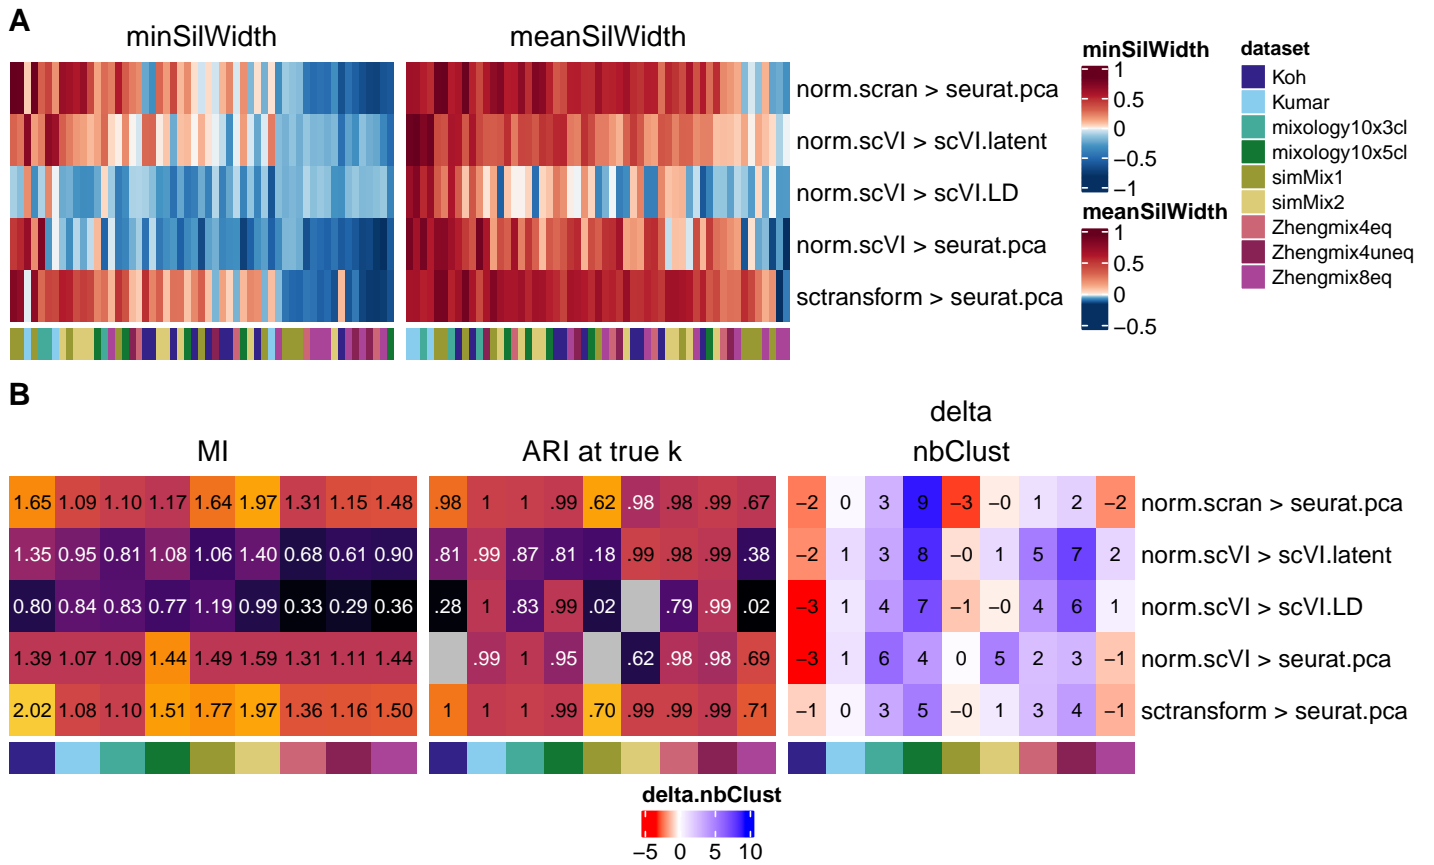 A
minSilWidth
meanSilWidth
norm.scran > seurat.pca
norm.scVI > scVI.latent
norm.scVI > scVI.LD
norm.scVI > seurat.pca
sctransform > seurat.pca
minSilWidth
1
0.5
0
−0.5
−1
meanSilWidth
1
0.5
0
−0.5
dataset
Koh
Kumar
mixology10x3cl
mixology10x5cl
simMix1
simMix2
Zhengmix4eq
Zhengmix4uneq
Zhengmix8eq
B
MI
ARI at true k
delta
nbClust
1.65 1.09 1.10 1.17 1.64 1.97 1.31 1.15 1.48 .98 1 1 .99 .62 .98 .98 .99 .67 −2 0 3 9 −3 −0 1 2 −2 norm.scran > seurat.pca
1.35 0.95 0.81 1.08 1.06 1.40 0.68 0.61 0.90 .81 .99 .87 .81 .18 .99 .98 .99 .38 −2 1 3 8 −0 1 5 7 2 norm.scVI > scVI.latent
0.80 0.84 0.83 0.77 1.19 0.99 0.33 0.29 0.36 .28 1 .83 .99 .02 .79 .99 .02 −3 1 4 7 −1 −0 4 6 1 norm.scVI > scVI.LD
1.39 1.07 1.09 1.44 1.49 1.59 1.31 1.11 1.44 .99 1 .95 .62 .98 .98 .69 −3 1 6 4 0 5 2 3 −1 norm.scVI > seurat.pca
2.02 1.08 1.10 1.51 1.77 1.97 1.36 1.16 1.50 1 1 1 .99 .70 .99 .99 .99 .71 −1 0 3 5 −0 1 3 4 −1 sctransform > seurat.pca
delta.nbClust
−5 0 5 10